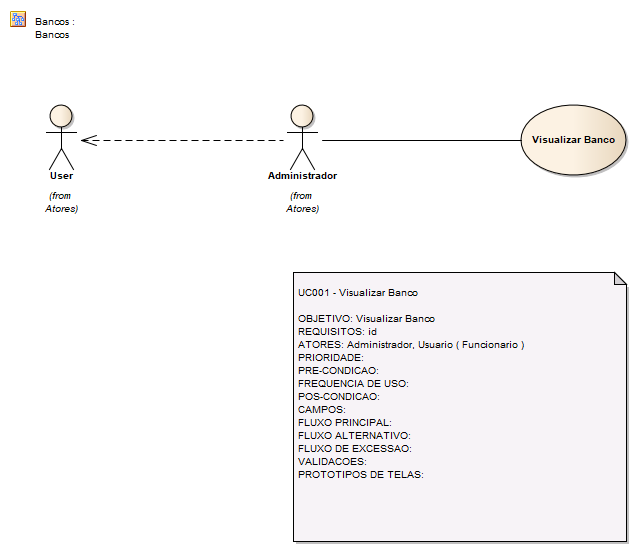 Bancos :
Bancos
Visualizar Banco
User
Administrador
(from
Atores)
(from
Atores)
UC001 - Visualizar Banco
OBJETIVO: Visualizar Banco
REQUISITOS: id
ATORES: Administrador, Usuario ( Funcionario )
PRIORIDADE:
PRE-CONDICAO:
FREQUENCIA DE USO:
POS-CONDICAO:
CAMPOS:
FLUXO PRINCIPAL:
FLUXO ALTERNATIVO:
FLUXO DE EXCESSAO:
VALIDACOES:
PROTOTIPOS DE TELAS: